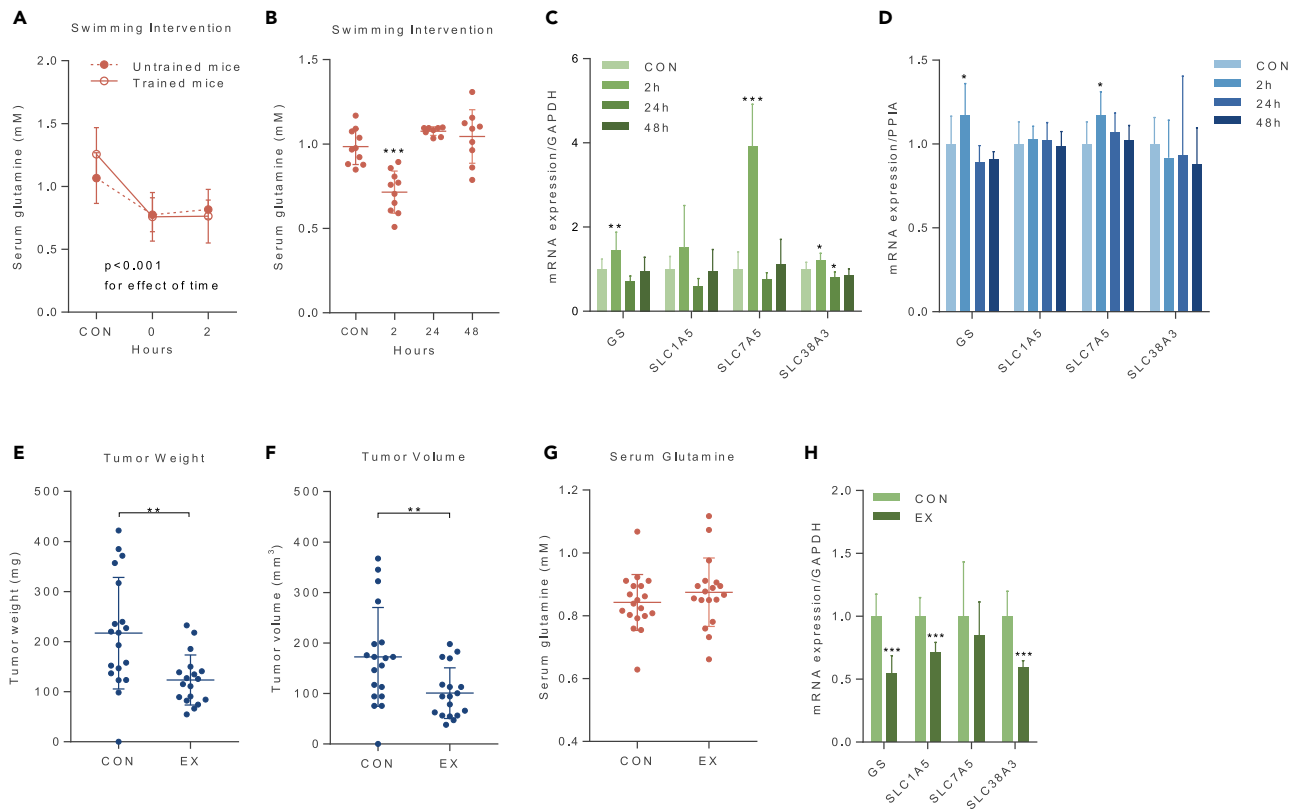 A
Swimming Intervention
Untrained mice
Trained mice
Serum glutamine (mM)
2.0
1.5
1.0
0.5
0.0
p<0.001
for effect of time
CON
0
2
Hours
B
Swimming Intervention
Serum glutamine (mM)
1.5
1.0
0.5
0.0
***
CON
2
24
48
Hours
C
CON
2h
24h
48h
mRNA expression/GAPDH
6
4
2
0
**
***
*
*
GS
SLC1A5
SLC7A5
SLC38A3
D
CON
2h
24h
48h
mRNA expression/PPIA
1.5
1.0
0.5
0.0
*
*
GS
SLC1A5
SLC7A5
SLC38A3
E
Tumor Weight
Tumor weight (mg)
500
400
300
200
100
0
**
CON
EX
F
Tumor Volume
Tumor volume (mm³)
500
400
300
200
100
0
**
CON
EX
G
Serum Glutamine
Serum glutamine (mM)
1.2
1.0
0.8
0.6
0.4
CON
EX
H
CON
EX
mRNA expression/GAPDH
2.0
1.5
1.0
0.5
0.0
***
***
***
GS
SLC1A5
SLC7A5
SLC38A3